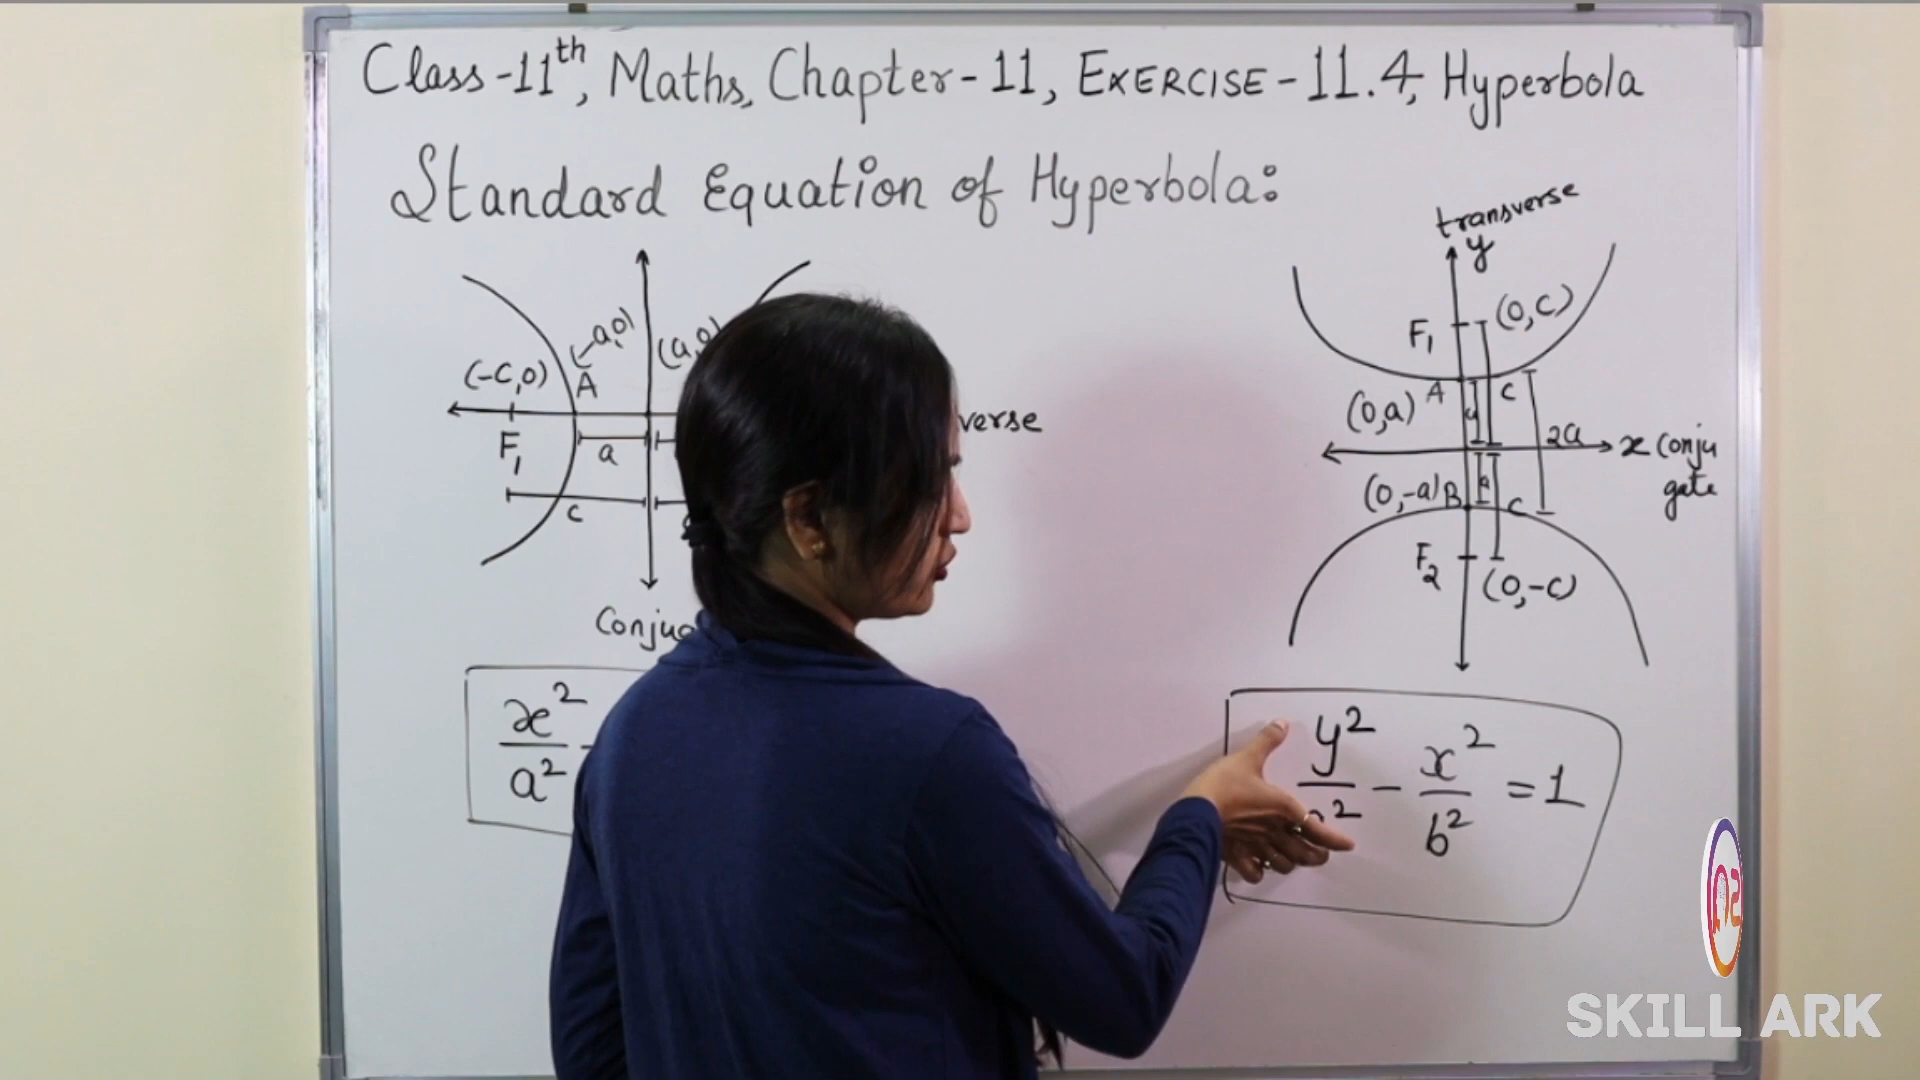 Class-11th, Maths, Chapter-11, EXERCISE-11.4, Hyperbola
Standard Equation of Hyperbola:
(-a,0)
(a,0)
(-c,0)
A
F1
a
c
verse
x²
a²
transverse
y
F1
(0,c)
(0,a)
A
c
a
2a
x Conju
gate
(0,-a)
B
a
c
F2
(0,-c)
y² - x² = 1
b²
SKILL ARK